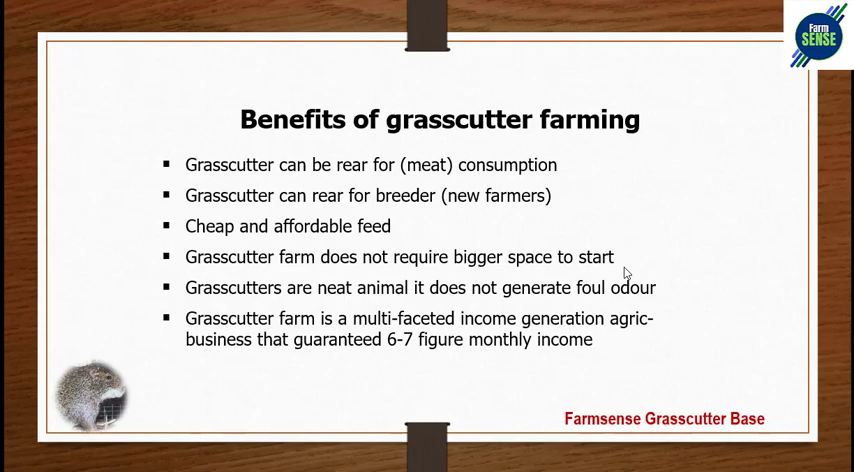 Farm
SENSE
Benefits of grasscutter farming
Grasscutter can be rear for (meat) consumption
Grasscutter can rear for breeder (new farmers)
Cheap and affordable feed
Grasscutter farm does not require bigger space to start
Grasscutters are neat animal it does not generate foul odour
Grasscutter farm is a multi-faceted income generation agric-
business that guaranteed 6-7 figure monthly income
Farmsense Grasscutter Base